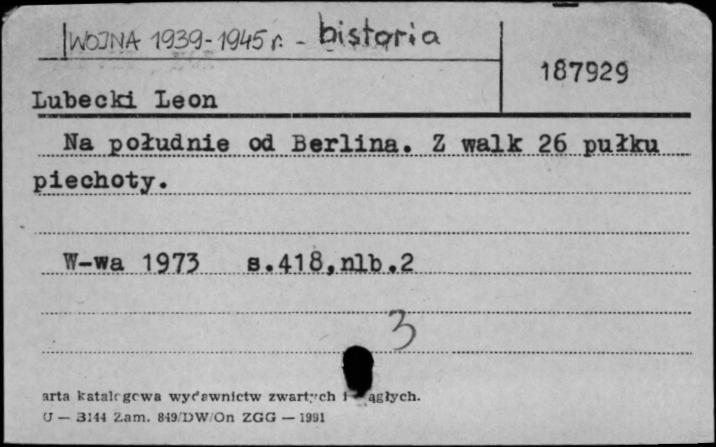 WOJNA 1939-1945 r. - historia
187929
Lubecki Leon
Na południe od Berlina. Z walk 26 pułku
piechoty.
W-wa 1973 s.418,nlb.2
3
arta katalogowa wydawnictw zwartych i ągłych.
U — 3144 Zam. 849/DW/On ZGG — 1991